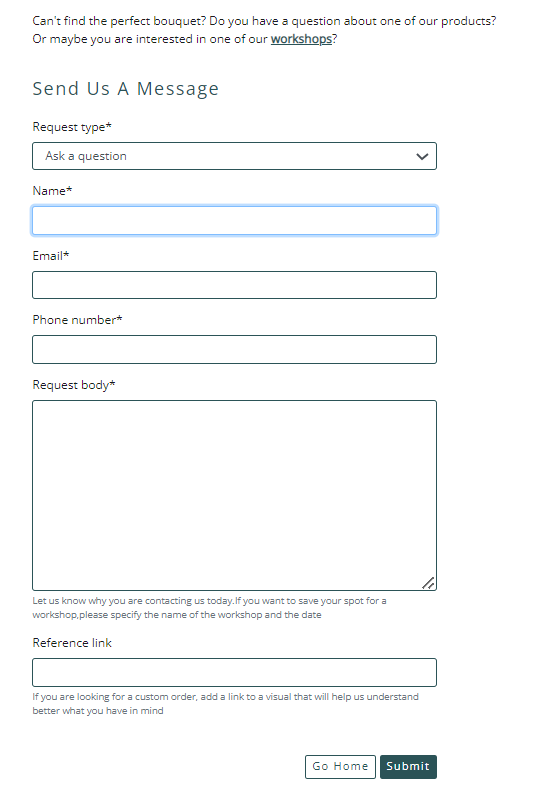 Can't find the perfect bouquet? Do you have a question about one of our products?
Or maybe you are interested in one of our workshops?
Send Us A Message
Request type*
Ask a question
Name*
Email*
Phone number*
Request body*
Let us know why you are contacting us today.If you want to save your spot for a
workshop,please specify the name of the workshop and the date
Reference link
If you are looking for a custom order, add a link to a visual that will help us understand
better what you have in mind
Go Home Submit